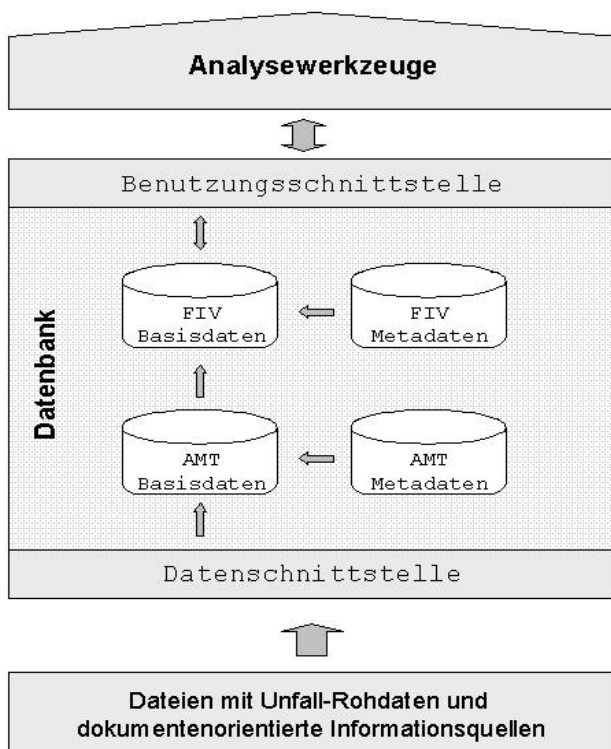 Analysewerkzeuge
Benutzungsschnittstelle
Datenbank
FIV
Basisdaten
FIV
Metadaten
AMT
Basisdaten
AMT
Metadaten
Datenschnittstelle
Dateien mit Unfall-Rohdaten und
dokumentenorientierte Informationsquellen